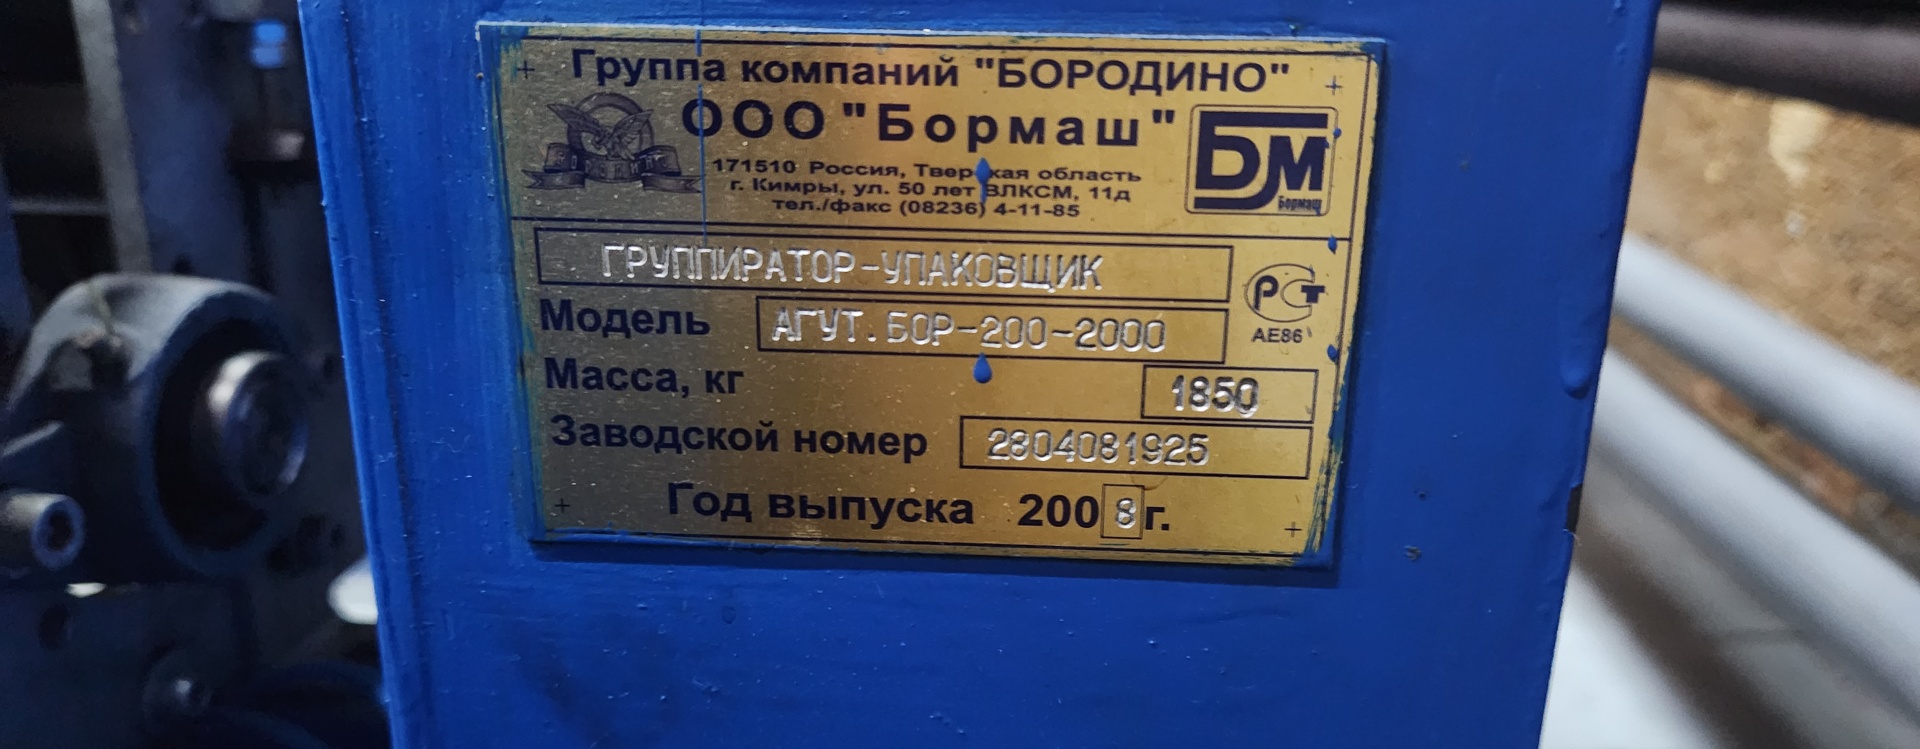 Группа компаний "БОРОДИНО"
ООО "Бормаш"
БМ
Бормаш
171510 Россия, Тверская область
г. Кимры, ул. 50 лет ВЛКСМ, 11д
тел./факс (08236) 4-11-85
ГРУППИРАТОР-УПАКОВЩИК
РСТ
АЕ86
Модель АГУТ.БОР-200-2000
Масса, кг 1850
Заводской номер 2804081925
Год выпуска 2008г.